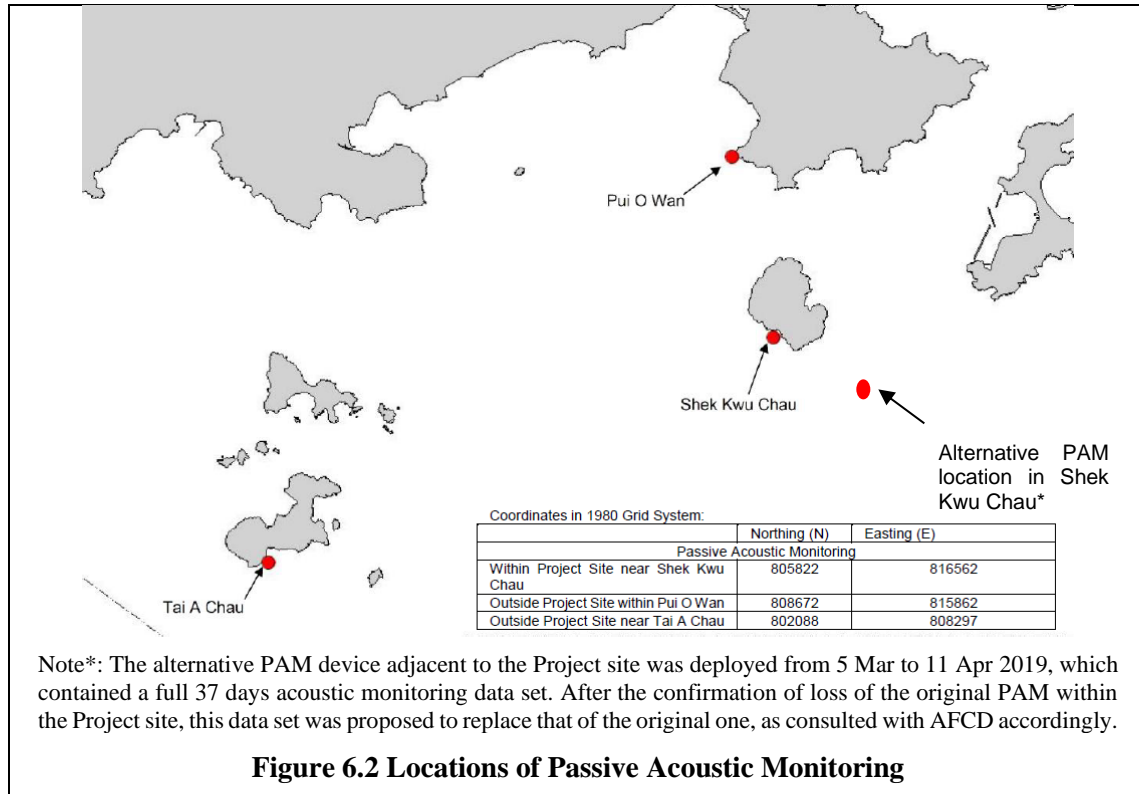 Pui O Wan
Shek Kwu Chau
Alternative PAM
location in Shek
Kwu Chau*
Tai A Chau
Coordinates in 1980 Grid System:
Northing (N) Easting (E)
Passive Acoustic Monitoring
Within Project Site near Shek Kwu Chau 805822 816562
Outside Project Site within Pui O Wan 808672 815862
Outside Project Site near Tai A Chau 802088 808297
Note*: The alternative PAM device adjacent to the Project site was deployed from 5 Mar to 11 Apr 2019, which
contained a full 37 days acoustic monitoring data set. After the confirmation of loss of the original PAM within
the Project site, this data set was proposed to replace that of the original one, as consulted with AFCD accordingly.
Figure 6.2 Locations of Passive Acoustic Monitoring